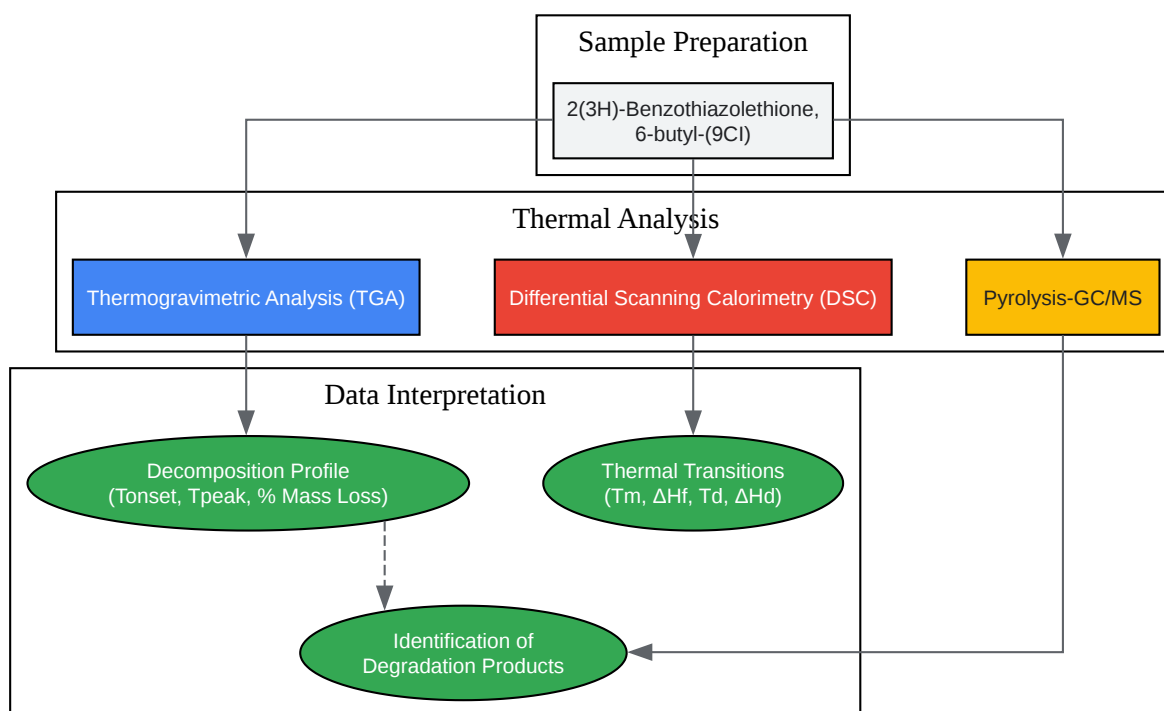 Sample Preparation
2(3H)-Benzothiazolethione,
6-butyl-(9CI)
Thermal Analysis
Thermogravimetric Analysis (TGA)
Differential Scanning Calorimetry (DSC)
Pyrolysis-GC/MS
Data Interpretation
Decomposition Profile
(Tonset, Tpeak, % Mass Loss)
Thermal Transitions
(Tm, ΔHf, Td, ΔHd)
Identification of
Degradation Products